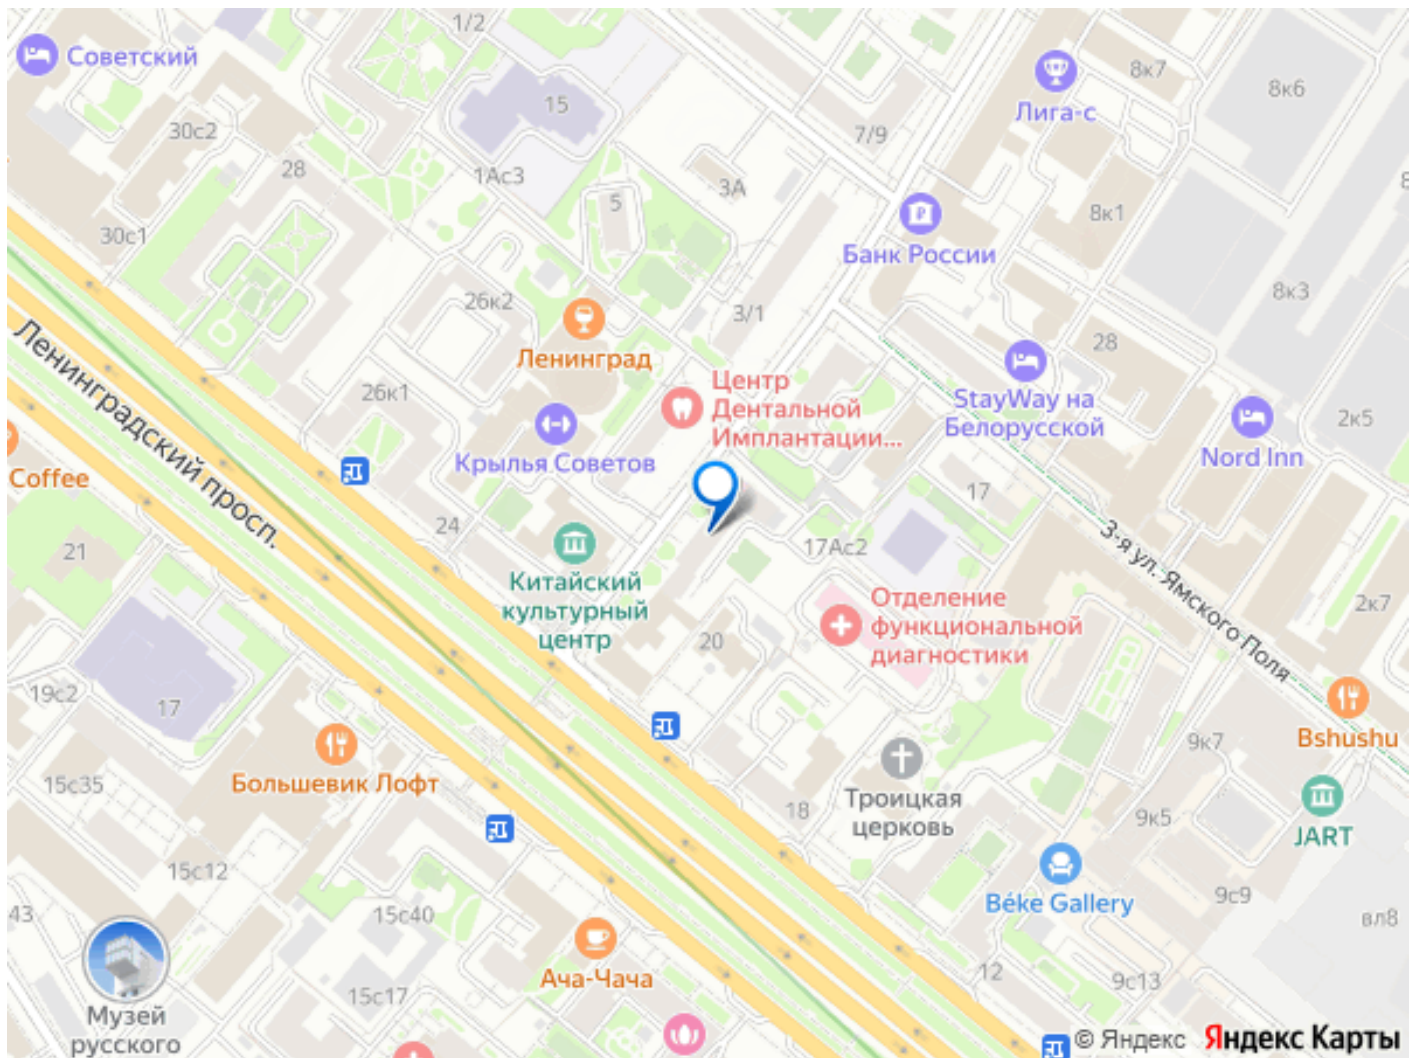 1/2
Советский
8к7
8к6
Лига-с
15
30с2
7/9
28
1Ас3
3А
5
8к1
30с1
Банк России
8к3
26к2
3/1
Ленинградский просп.
Ленинград
28
26к1
Центр
Дентальной
Имплантации...
StayWay на
Белорусской
2к5
Крылья Советов
Nord Inn
Coffee
17
24
3-я ул. Ямского Поля
21
17Ас2
Китайский
культурный
центр
Отделение
функциональной
диагностики
2к7
20
19с2
17
Bshushu
9к7
Большевик Лофт
15с35
Троицкая
церковь
18
9к5
JART
15с12
Béke Gallery
9с9
43
15с40
вл8
Ача-Чача
12
9с13
15с17
Музей
русского
© Яндекс Яндекс Карты